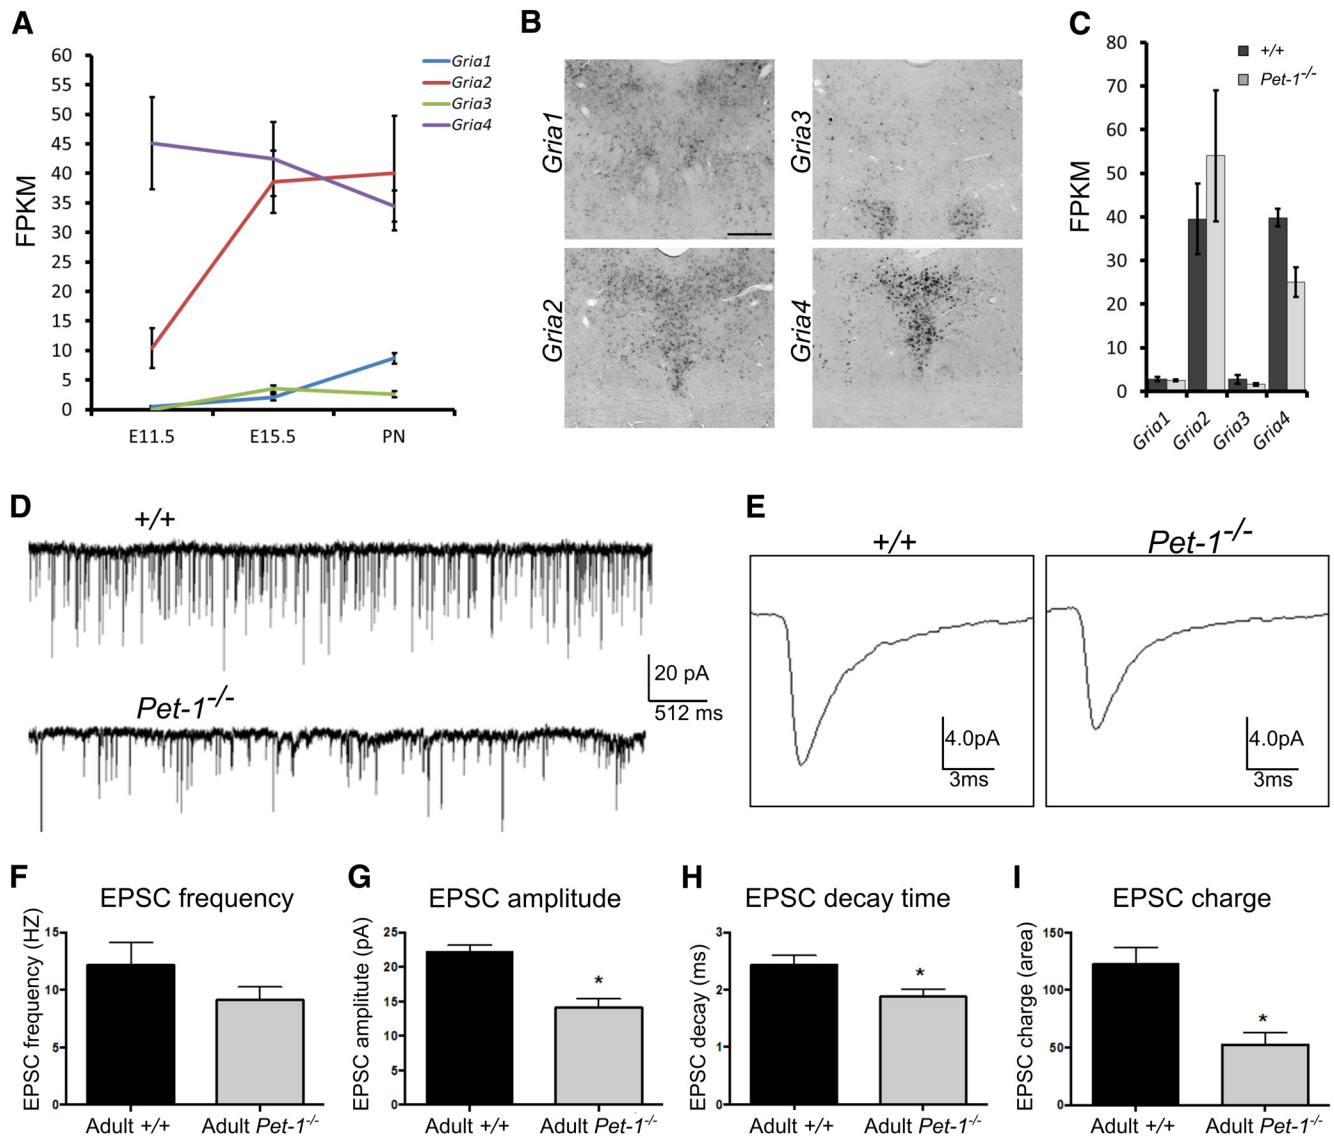 A
FPKM
60
55
50
45
40
35
30
25
20
15
10
5
0
E11.5
E15.5
PN
Gria1
Gria2
Gria3
Gria4
B
Gria1
Gria3
Gria2
Gria4
C
FPKM
80
70
60
50
40
30
20
10
0
+/+
Pet-1-/-
Gria1
Gria2
Gria3
Gria4
D
+/+
Pet-1-/-
20 pA
512 ms
E
+/+
4.0pA
3ms
Pet-1-/-
4.0pA
3ms
F
EPSC frequency
EPSC frequency (HZ)
15
10
5
0
Adult +/+
Adult Pet-1-/-
G
EPSC amplitude
EPSC amplitute (pA)
25
20
15
10
5
0
*
Adult +/+
Adult Pet-1-/-
H
EPSC decay time
EPSC decay (ms)
3
2
1
0
*
Adult +/+
Adult Pet-1-/-
I
EPSC charge
EPSC charge (area)
150
100
50
0
*
Adult +/+
Adult Pet-1-/-